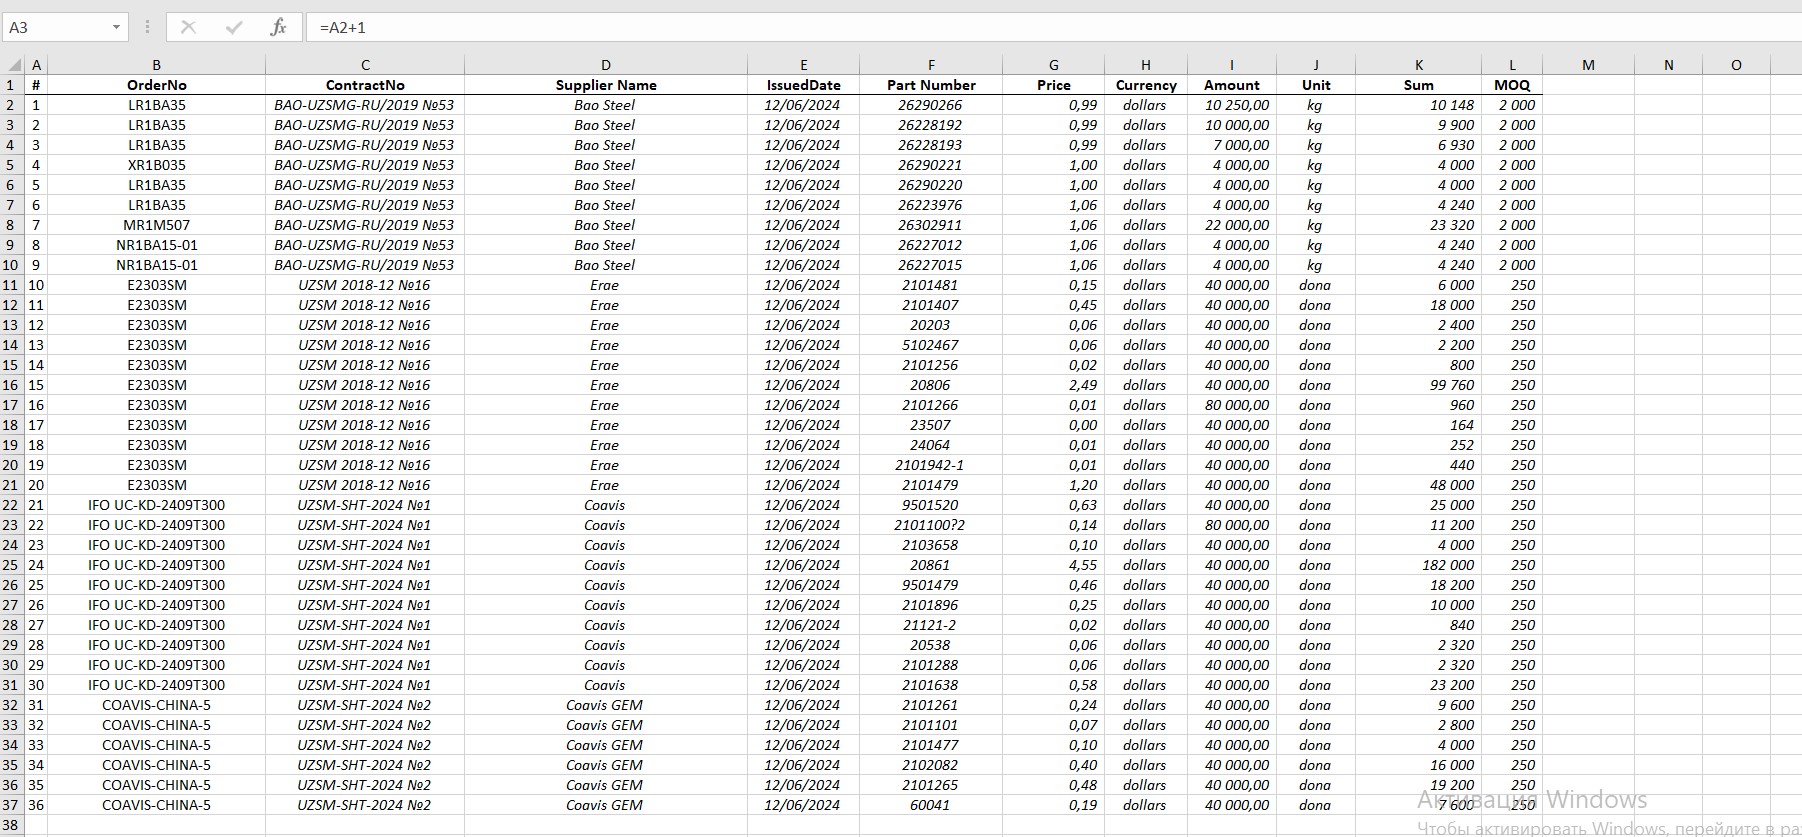 A3 fx =A2+1
A B C D E F G H I J K L M N O
1 # OrderNo ContractNo Supplier Name IssuedDate Part Number Price Currency Amount Unit Sum MOQ
2 1 LR1BA35 BAO-UZSMG-RU/2019 №53 Bao Steel 12/06/2024 26290266 0,99 dollars 10 250,00 kg 10 148 2 000
3 2 LR1BA35 BAO-UZSMG-RU/2019 №53 Bao Steel 12/06/2024 26228192 0,99 dollars 10 000,00 kg 9 900 2 000
4 3 LR1BA35 BAO-UZSMG-RU/2019 №53 Bao Steel 12/06/2024 26228193 0,99 dollars 7 000,00 kg 6 930 2 000
5 4 XR1B035 BAO-UZSMG-RU/2019 №53 Bao Steel 12/06/2024 26290221 1,00 dollars 4 000,00 kg 4 000 2 000
6 5 LR1BA35 BAO-UZSMG-RU/2019 №53 Bao Steel 12/06/2024 26290220 1,00 dollars 4 000,00 kg 4 000 2 000
7 6 LR1BA35 BAO-UZSMG-RU/2019 №53 Bao Steel 12/06/2024 26223976 1,06 dollars 4 000,00 kg 4 240 2 000
8 7 MR1M507 BAO-UZSMG-RU/2019 №53 Bao Steel 12/06/2024 26302911 1,06 dollars 22 000,00 kg 23 320 2 000
9 8 NR1BA15-01 BAO-UZSMG-RU/2019 №53 Bao Steel 12/06/2024 26227012 1,06 dollars 4 000,00 kg 4 240 2 000
10 9 NR1BA15-01 BAO-UZSMG-RU/2019 №53 Bao Steel 12/06/2024 26227015 1,06 dollars 4 000,00 kg 4 240 2 000
11 10 E2303SM UZSM 2018-12 №16 Erae 12/06/2024 2101481 0,15 dollars 40 000,00 dona 6 000 250
12 11 E2303SM UZSM 2018-12 №16 Erae 12/06/2024 2101407 0,45 dollars 40 000,00 dona 18 000 250
13 12 E2303SM UZSM 2018-12 №16 Erae 12/06/2024 20203 0,06 dollars 40 000,00 dona 2 400 250
14 13 E2303SM UZSM 2018-12 №16 Erae 12/06/2024 5102467 0,06 dollars 40 000,00 dona 2 200 250
15 14 E2303SM UZSM 2018-12 №16 Erae 12/06/2024 2101256 0,02 dollars 40 000,00 dona 800 250
16 15 E2303SM UZSM 2018-12 №16 Erae 12/06/2024 20806 2,49 dollars 40 000,00 dona 99 760 250
17 16 E2303SM UZSM 2018-12 №16 Erae 12/06/2024 2101266 0,01 dollars 80 000,00 dona 960 250
18 17 E2303SM UZSM 2018-12 №16 Erae 12/06/2024 23507 0,00 dollars 40 000,00 dona 164 250
19 18 E2303SM UZSM 2018-12 №16 Erae 12/06/2024 24064 0,01 dollars 40 000,00 dona 252 250
20 19 E2303SM UZSM 2018-12 №16 Erae 12/06/2024 2101942-1 0,01 dollars 40 000,00 dona 440 250
21 20 E2303SM UZSM 2018-12 №16 Erae 12/06/2024 2101479 1,20 dollars 40 000,00 dona 48 000 250
22 21 IFO UC-KD-2409T300 UZSM-SHT-2024 №1 Coavis 12/06/2024 9501520 0,63 dollars 40 000,00 dona 25 000 250
23 22 IFO UC-KD-2409T300 UZSM-SHT-2024 №1 Coavis 12/06/2024 2101100?2 0,14 dollars 80 000,00 dona 11 200 250
24 23 IFO UC-KD-2409T300 UZSM-SHT-2024 №1 Coavis 12/06/2024 2103658 0,10 dollars 40 000,00 dona 4 000 250
25 24 IFO UC-KD-2409T300 UZSM-SHT-2024 №1 Coavis 12/06/2024 20861 4,55 dollars 40 000,00 dona 182 000 250
26 25 IFO UC-KD-2409T300 UZSM-SHT-2024 №1 Coavis 12/06/2024 9501479 0,46 dollars 40 000,00 dona 18 200 250
27 26 IFO UC-KD-2409T300 UZSM-SHT-2024 №1 Coavis 12/06/2024 2101896 0,25 dollars 40 000,00 dona 10 000 250
28 27 IFO UC-KD-2409T300 UZSM-SHT-2024 №1 Coavis 12/06/2024 21121-2 0,02 dollars 40 000,00 dona 840 250
29 28 IFO UC-KD-2409T300 UZSM-SHT-2024 №1 Coavis 12/06/2024 20538 0,06 dollars 40 000,00 dona 2 320 250
30 29 IFO UC-KD-2409T300 UZSM-SHT-2024 №1 Coavis 12/06/2024 2101288 0,06 dollars 40 000,00 dona 2 320 250
31 30 IFO UC-KD-2409T300 UZSM-SHT-2024 №1 Coavis 12/06/2024 2101638 0,58 dollars 40 000,00 dona 23 200 250
32 31 COAVIS-CHINA-5 UZSM-SHT-2024 №2 Coavis GEM 12/06/2024 2101261 0,24 dollars 40 000,00 dona 9 600 250
33 32 COAVIS-CHINA-5 UZSM-SHT-2024 №2 Coavis GEM 12/06/2024 2101101 0,07 dollars 40 000,00 dona 2 800 250
34 33 COAVIS-CHINA-5 UZSM-SHT-2024 №2 Coavis GEM 12/06/2024 2101477 0,10 dollars 40 000,00 dona 4 000 250
35 34 COAVIS-CHINA-5 UZSM-SHT-2024 №2 Coavis GEM 12/06/2024 2102082 0,40 dollars 40 000,00 dona 16 000 250
36 35 COAVIS-CHINA-5 UZSM-SHT-2024 №2 Coavis GEM 12/06/2024 2101265 0,48 dollars 40 000,00 dona 19 200 250
37 36 COAVIS-CHINA-5 UZSM-SHT-2024 №2 Coavis GEM 12/06/2024 60041 0,19 dollars 40 000,00 dona 7 600 250
Активация Windows
38
Чтобы активировать Windows, перейдите в